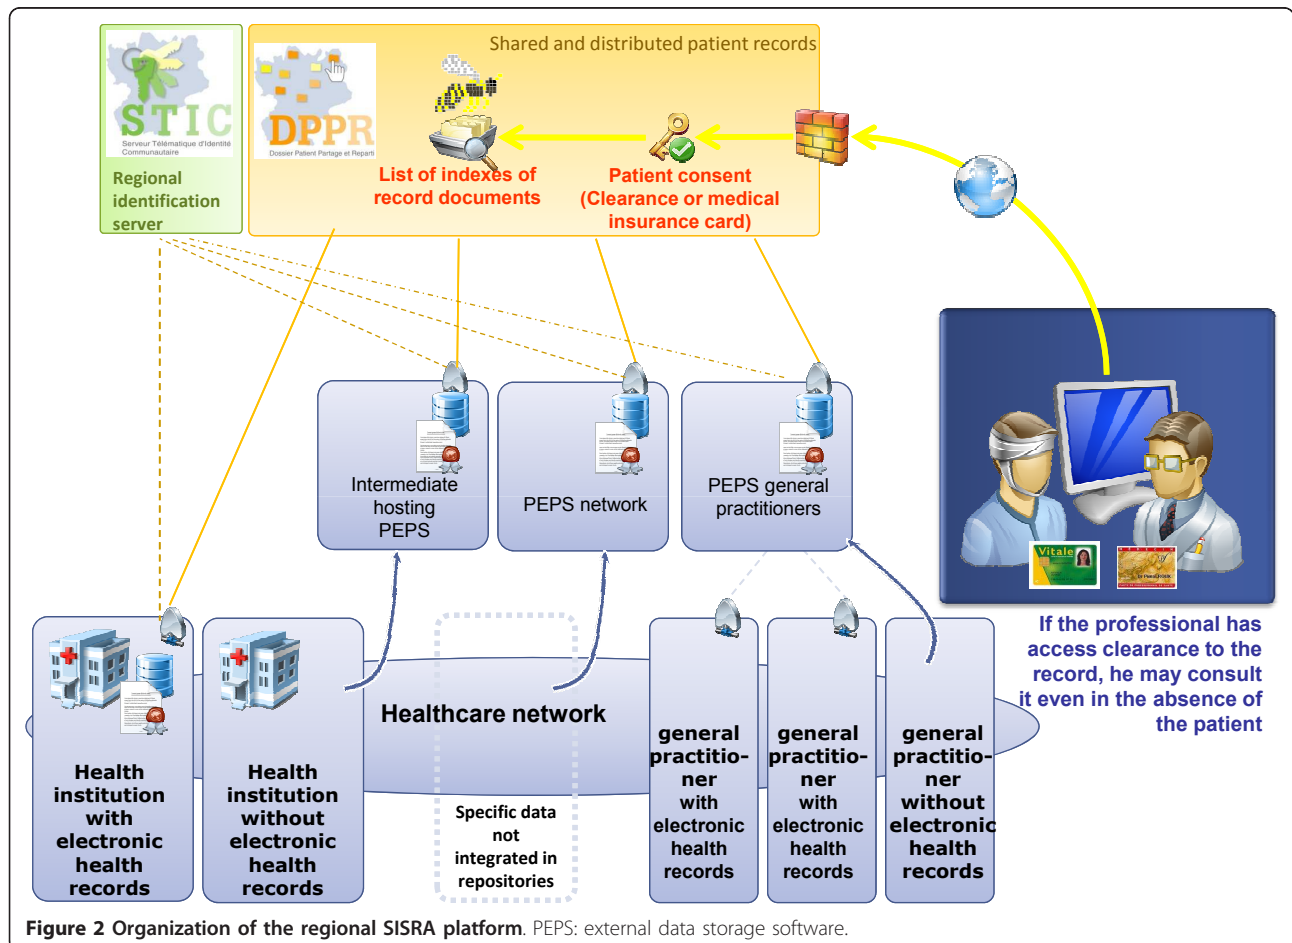 Shared and distributed patient records
STIC
Serveur Télématique d'Identité
Communautaire
DPPR
Dossier Patient Partage et Reparti
Regional
identification
server
List of indexes of
record documents
Patient consent
(Clearance or medical
insurance card)
Intermediate
hosting
PEPS
PEPS network
PEPS general
practitioners
Vitale
If the professional has
access clearance to the
record, he may consult
it even in the absence of
the patient
Healthcare network
Health
institution
with
electronic
health
records
Health
institution
without
electronic
health
records
Specific data
not
integrated in
repositories
general
practitio-
ner
with
electronic
health
records
general
practitio-
ner
with
electronic
health
records
general
practitio-
ner
without
electronic
health
records
Figure 2 Organization of the regional SISRA platform. PEPS: external data storage software.